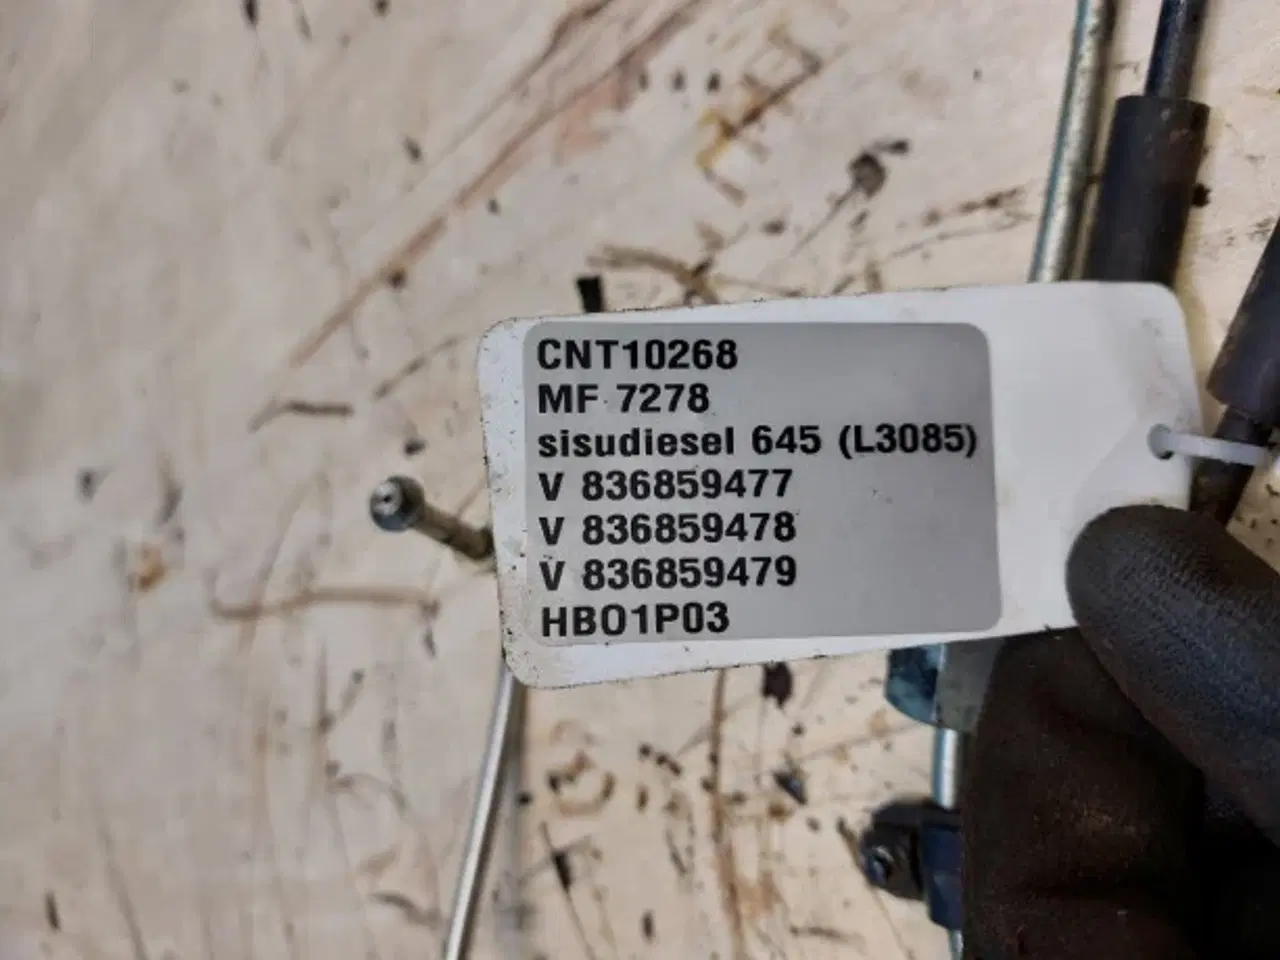 CNT10268
MF 7278
sisudiesel 645 (L3085)
V 836859477
V 836859478
V 836859479
HBO1P03